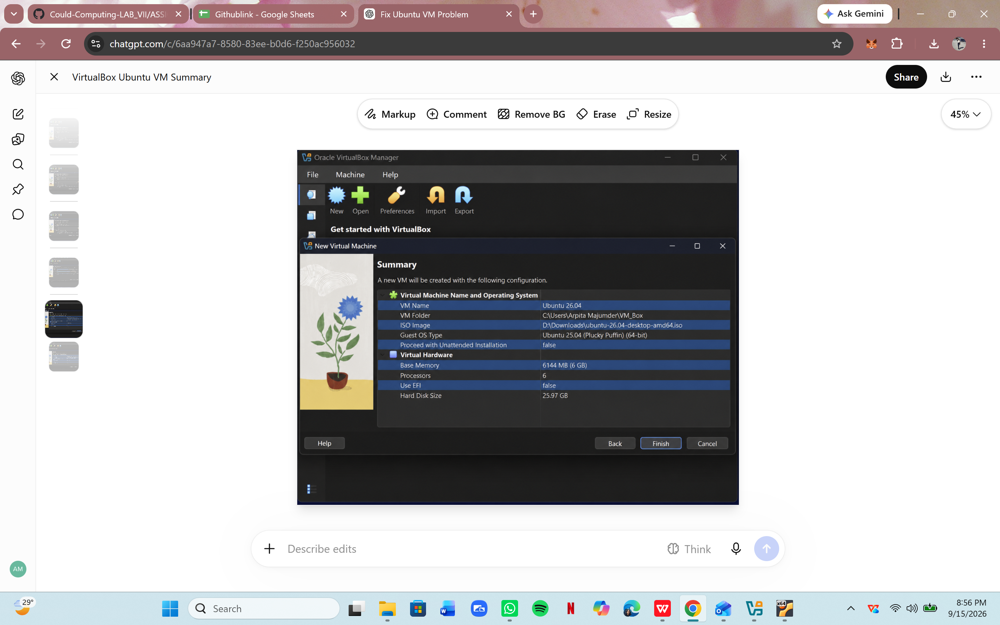 Could-Computing-LAB_VII/ASSI
Githublink - Google Sheets
Fix Ubuntu VM Problem
Ask Gemini
chatgpt.com/c/6aa947a7-8580-83ee-b0d6-f250ac956032
VirtualBox Ubuntu VM Summary
Share
Markup Comment Remove BG Erase Resize
45%
Oracle VirtualBox Manager
File Machine Help
New Open Preferences Import Export
Get started with VirtualBox
New Virtual Machine
Summary
A new VM will be created with the following configuration.
Virtual Machine Name and Operating System
VM Name Ubuntu 26.04
VM Folder C:\Users\Arpita Majumder\VM_Box
ISO Image D:\Downloads\ubuntu-26.04-desktop-amd64.iso
Guest OS Type Ubuntu 25.04 (Plucky Puffin) (64-bit)
Proceed with Unattended Installation false
Virtual Hardware
Base Memory 6144 MB (6 GB)
Processors 6
Use EFI false
Hard Disk Size 25.97 GB
Help Back Finish Cancel
Describe edits
Think
AM
29°
Search
8:56 PM
9/15/2026